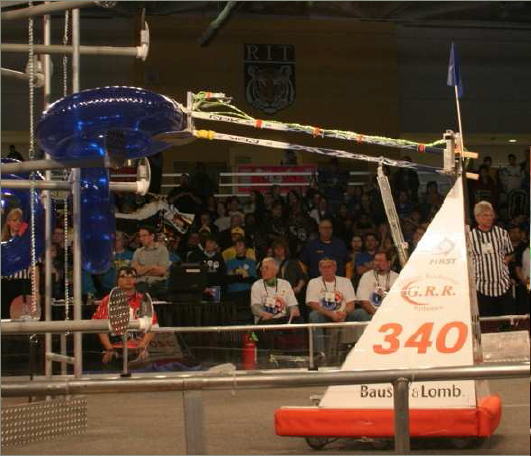 RIT
FIRST
G.R.R.
340
Bausch & Lomb